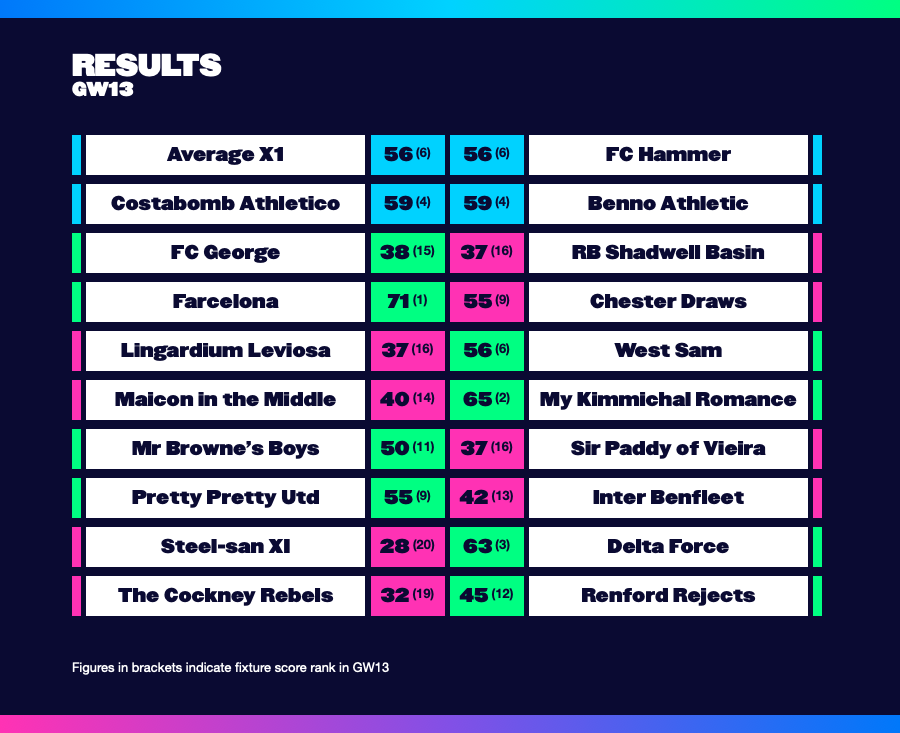 RESULTS
GW13
Average X1 56 (6) 56 (6) FC Hammer
Costabomb Athletico 59 (4) 59 (4) Benno Athletic
FC George 38 (15) 37 (16) RB Shadwell Basin
Farcelona 71 (1) 55 (9) Chester Draws
Lingardium Leviosa 37 (16) 56 (6) West Sam
Maicon in the Middle 40 (14) 65 (2) My Kimmichal Romance
Mr Browne’s Boys 50 (11) 37 (16) Sir Paddy of Vieira
Pretty Pretty Utd 55 (9) 42 (13) Inter Benfleet
Steel-san XI 28 (20) 63 (3) Delta Force
The Cockney Rebels 32 (19) 45 (12) Renford Rejects
Figures in brackets indicate fixture score rank in GW13